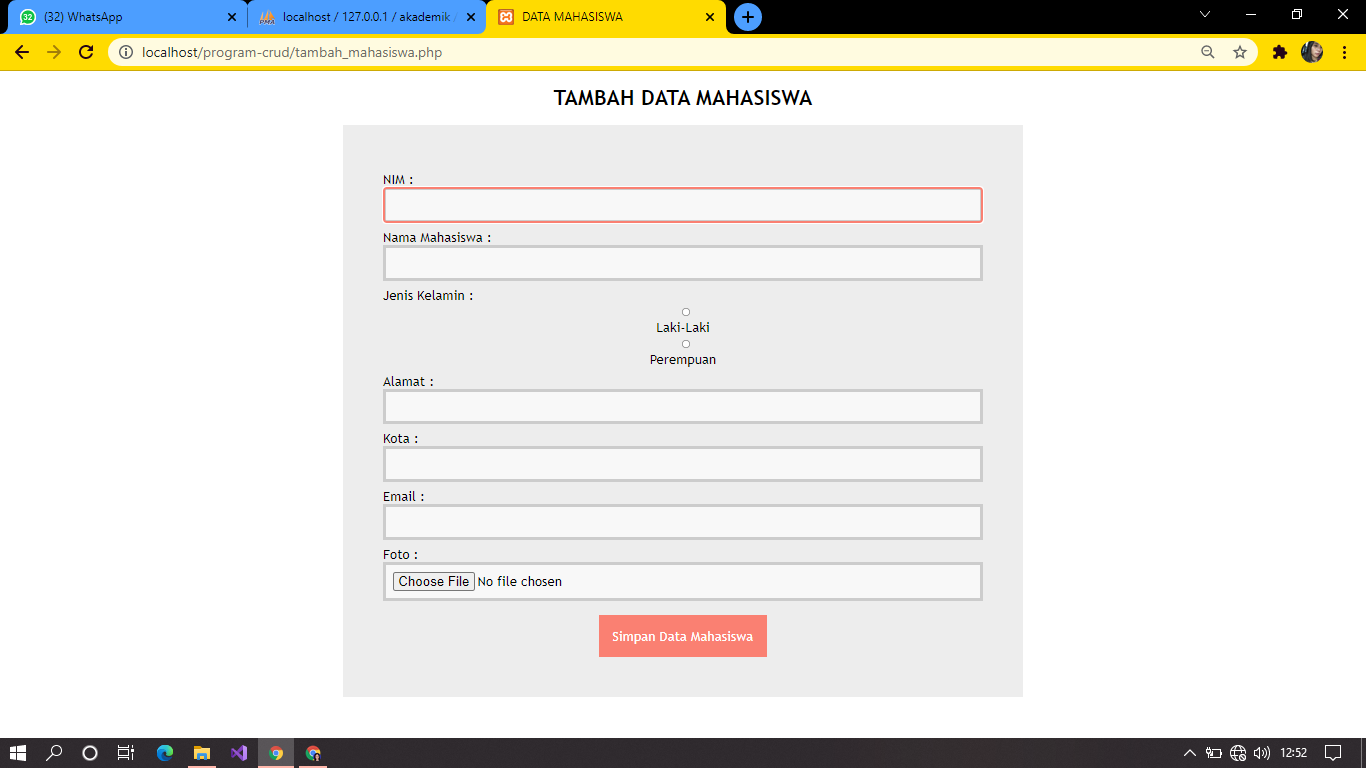 (32) WhatsApp
localhost / 127.0.0.1 / akademik /
DATA MAHASISWA
localhost/program-crud/tambah_mahasiswa.php
TAMBAH DATA MAHASISWA
NIM :
Nama Mahasiswa :
Jenis Kelamin :
Laki-Laki
Perempuan
Alamat :
Kota :
Email :
Foto :
Choose File No file chosen
Simpan Data Mahasiswa
12:52